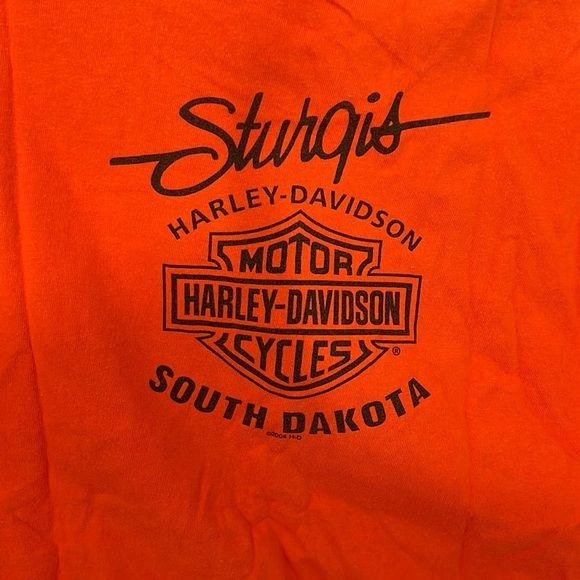 Sturgis
HARLEY-DAVIDSON
MOTOR
HARLEY-DAVIDSON
CYCLES ®
SOUTH DAKOTA
©2004 H-D